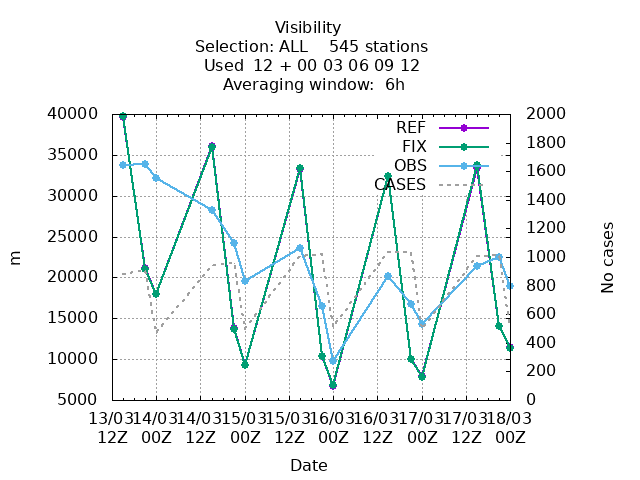 Visibility
Selection: ALL 545 stations
Used 12 + 00 03 06 09 12
Averaging window: 6h
40000
35000
30000
25000
20000
15000
10000
5000
m
2000
1800
1600
1400
1200
1000
800
600
400
200
0
No cases
REF
FIX
OBS
CASES
13/03 14/03 14/03 15/03 15/03 16/03 16/03 17/03 17/03 18/03
12Z 00Z 12Z 00Z 12Z 00Z 12Z 00Z 12Z 00Z
Date